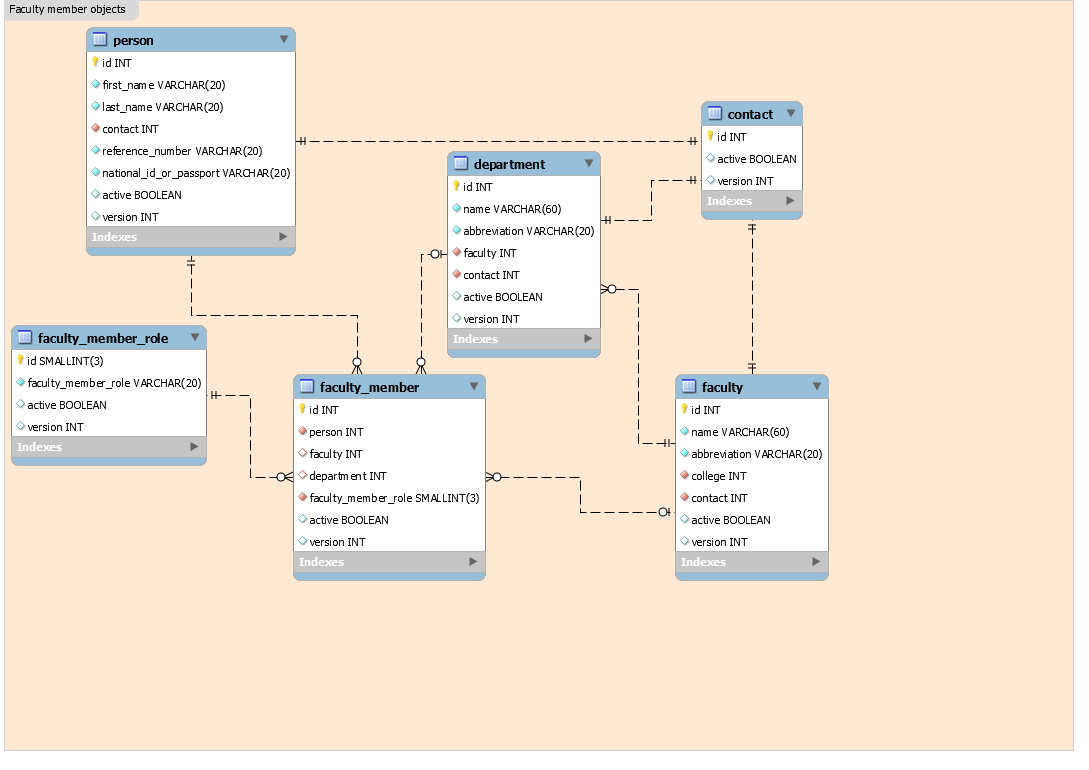 Faculty member objects
person
id INT
first_name VARCHAR(20)
last_name VARCHAR(20)
contact INT
reference_number VARCHAR(20)
national_id_or_passport VARCHAR(20)
active BOOLEAN
version INT
Indexes
contact
id INT
active BOOLEAN
version INT
Indexes
department
id INT
name VARCHAR(60)
abbreviation VARCHAR(20)
faculty INT
contact INT
active BOOLEAN
version INT
Indexes
faculty_member_role
id SMALLINT(3)
faculty_member_role VARCHAR(20)
active BOOLEAN
version INT
Indexes
faculty_member
id INT
person INT
faculty INT
department INT
faculty_member_role SMALLINT(3)
active BOOLEAN
version INT
Indexes
faculty
id INT
name VARCHAR(60)
abbreviation VARCHAR(20)
college INT
contact INT
active BOOLEAN
version INT
Indexes